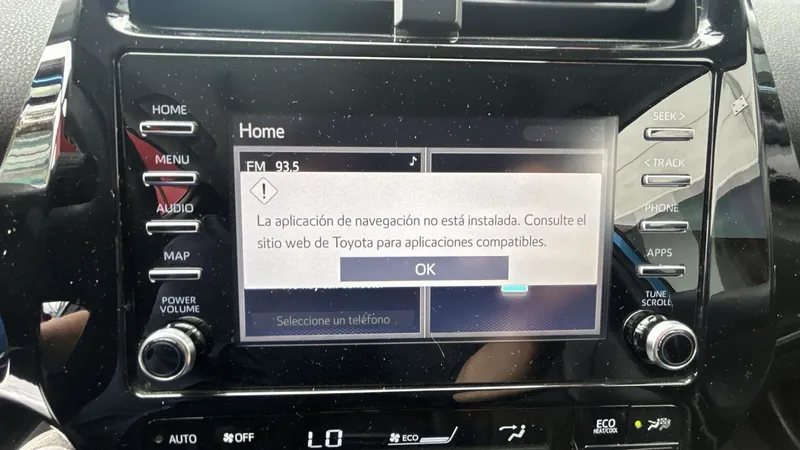 HOME
MENU
AUDIO
MAP
POWER
VOLUME
Home
FM 93.5
La aplicación de navegación no está instalada. Consulte el
sitio web de Toyota para aplicaciones compatibles.
OK
Seleccione un teléfono
SEEK >
< TRACK
PHONE
APPS
TUNE
SCROLL
AUTO
OFF
LO
ECO
ECO
HEAT/COOL